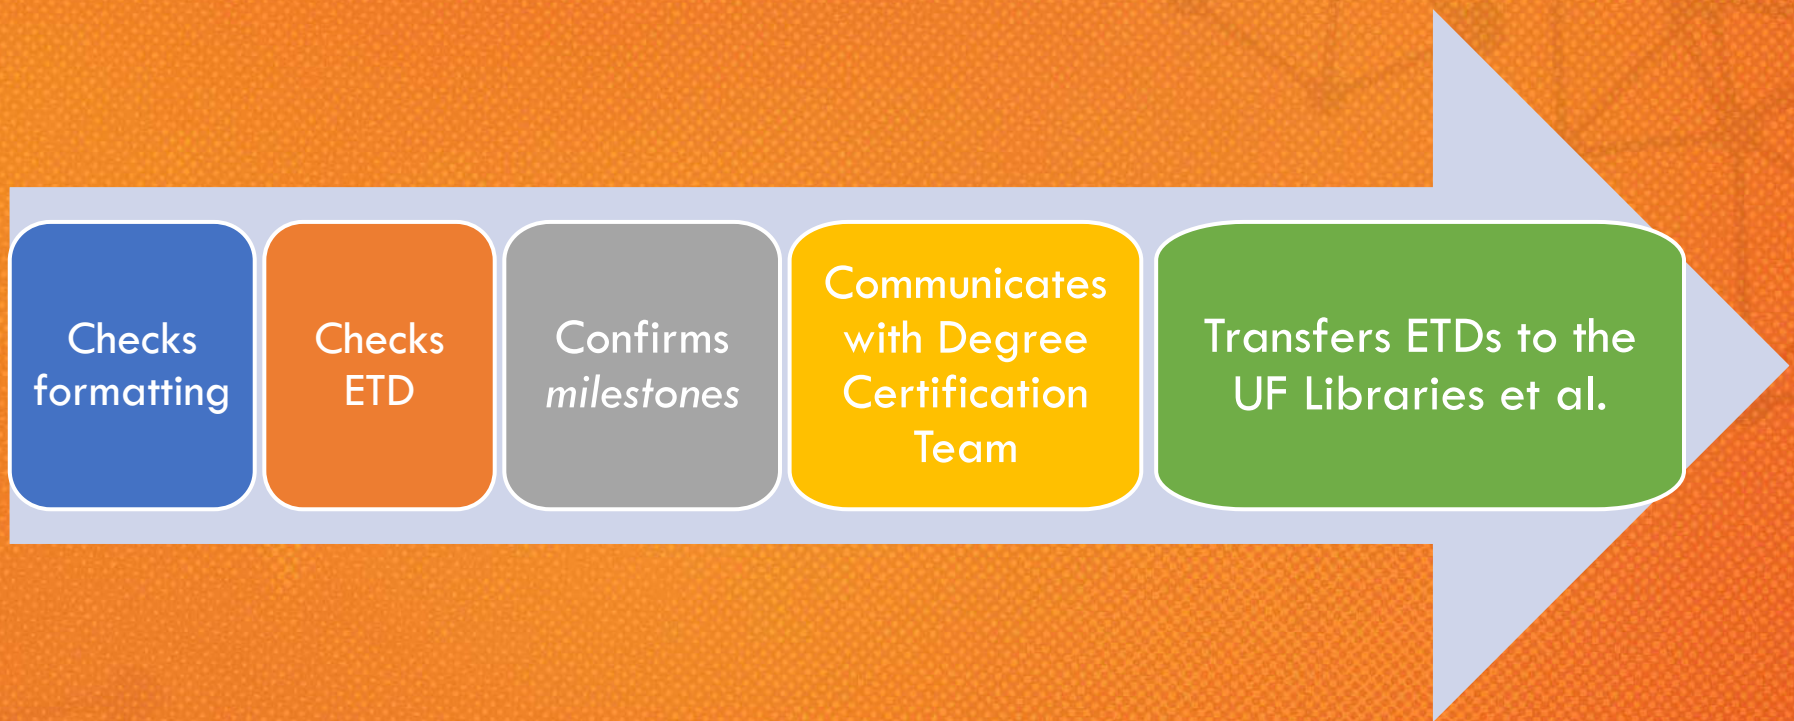 Checks
formatting
Checks
ETD
Confirms
milestones
Communicates
with Degree
Certification
Team
Transfers ETDs to the
UF Libraries et al.